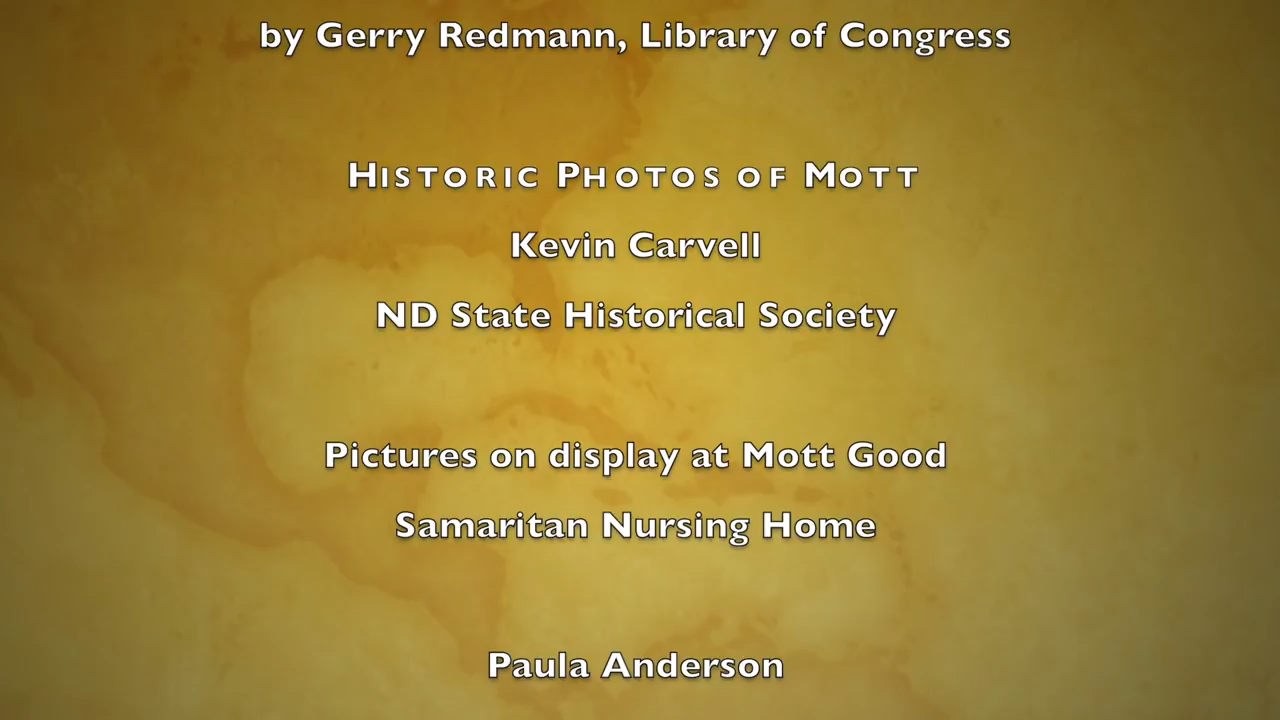 by Gerry Redmann, Library of Congress
Historic Photos of Mott
Kevin Carvell
ND State Historical Society
Pictures on display at Mott Good
Samaritan Nursing Home
Paula Anderson